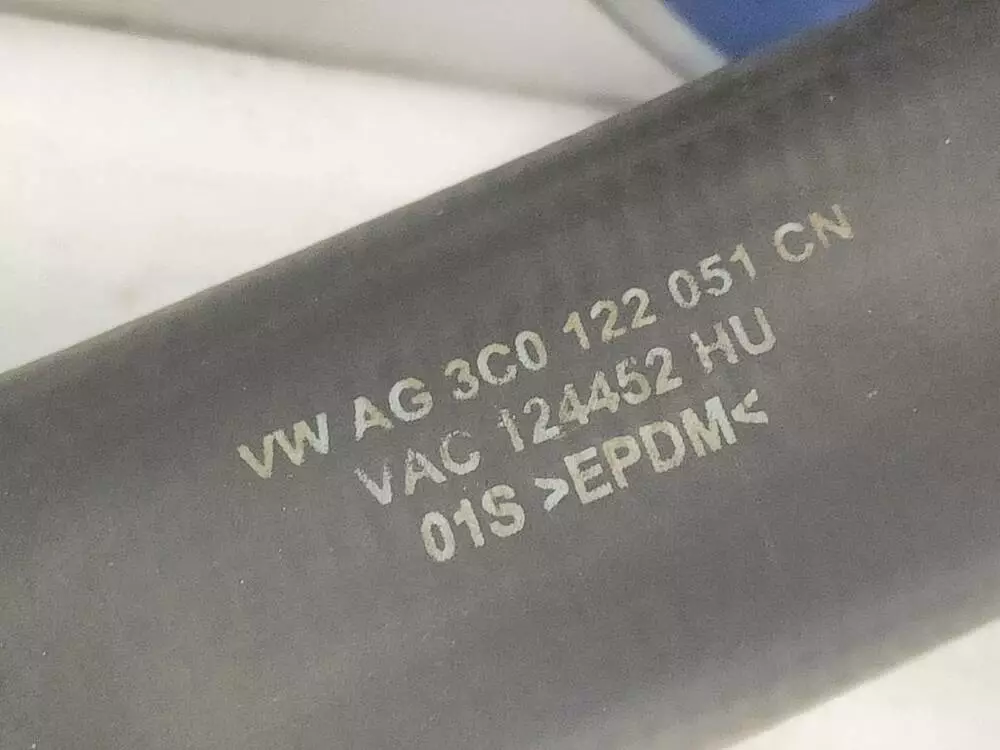 VW AG 3C0 122 051 CN
VAC 124452 HU
01S >EPDM<